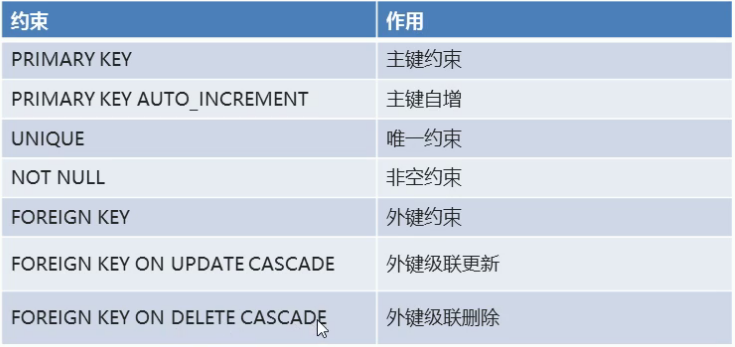 约束 作用
PRIMARY KEY 主键约束
PRIMARY KEY AUTO_INCREMENT 主键自增
UNIQUE 唯一约束
NOT NULL 非空约束
FOREIGN KEY 外键约束
FOREIGN KEY ON UPDATE CASCADE 外键级联更新
FOREIGN KEY ON DELETE CASCADE 外键级联删除